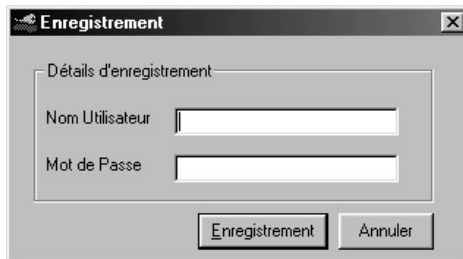 Enregistrement
Détails d'enregistrement
Nom Utilisateur
Mot de Passe
Enregistrement Annuler